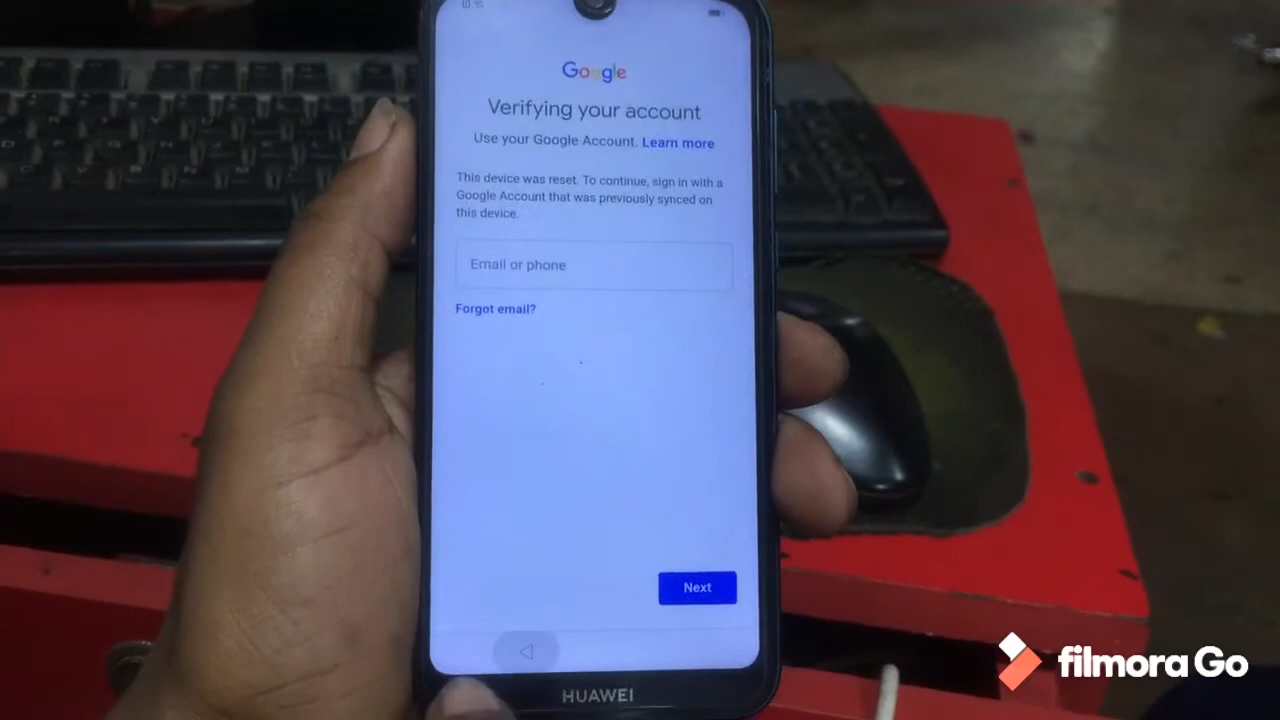 Google
Verifying your account
Use your Google Account. Learn more
This device was reset. To continue, sign in with a
Google Account that was previously synced on
this device.
Email or phone
Forgot email?
Next
HUAWEI
filmora Go